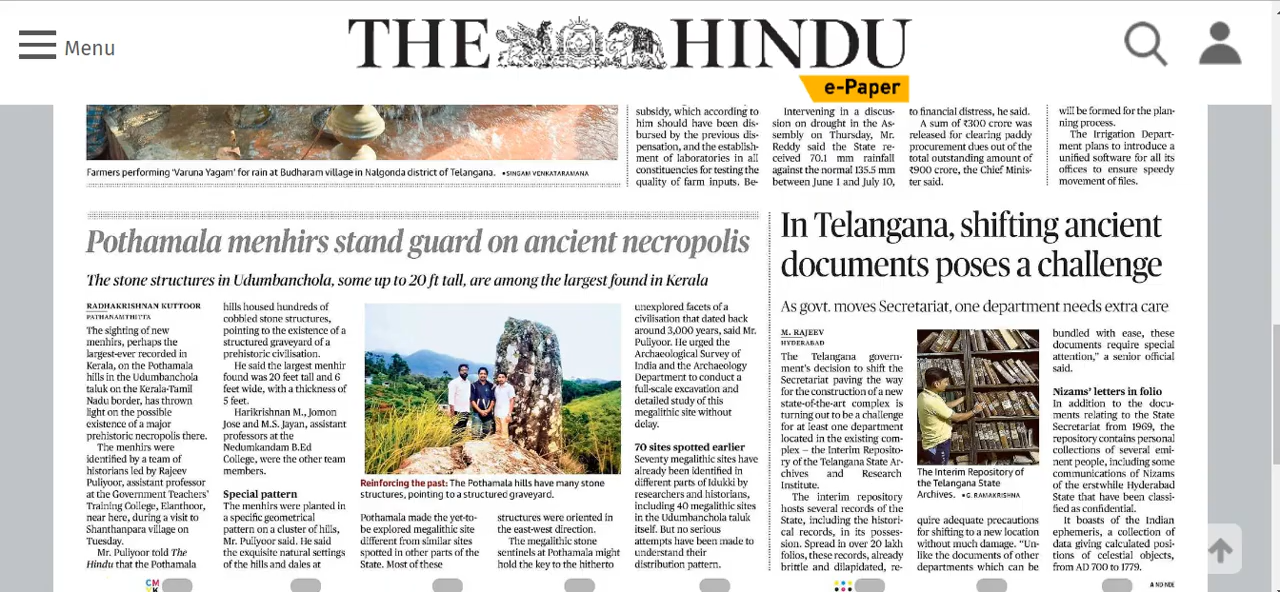 Menu
THE HINDU
e-Paper
Farmers performing 'Varuna Yagam' for rain at Budharam village in Nalgonda district of Telangana. •SINGAM VENKATARAMANA
subsidy, which according to
him should have been dis-
bursed by the previous dis-
pensation, and the establish-
ment of laboratories in all
constituencies for testing the
quality of farm inputs. Be-
Intervening in a discus-
sion on drought in the As-
sembly on Thursday, Mr.
Reddy said the State re-
ceived 70.1 mm rainfall
against the normal 135.5 mm
between June 1 and July 10,
to financial distress, he said.
A sum of ₹300 crore was
released for clearing paddy
procurement dues out of the
total outstanding amount of
₹900 crore, the Chief Minis-
ter said.
will be formed for the plan-
ning process.
The Irrigation Depart-
ment plans to introduce a
unified software for all its
offices to ensure speedy
movement of files.
Pothamala menhirs stand guard on ancient necropolis
The stone structures in Udumbanchola, some up to 20 ft tall, are among the largest found in Kerala
RADHAKRISHNAN KUTTOOR
PATHANAMTHITTA
The sighting of new
menhirs, perhaps the
largest-ever recorded in
Kerala, on the Pothamala
hills in the Udumbanchola
taluk on the Kerala-Tamil
Nadu border, has thrown
light on the possible
existence of a major
prehistoric necropolis there.
The menhirs were
identified by a team of
historians led by Rajeev
Puliyoor, assistant professor
at the Government Teachers'
Training College, Elanthoor,
near here, during a visit to
Shanthanpara village on
Tuesday.
Mr. Puliyoor told The
Hindu that the Pothamala
hills housed hundreds of
cobbled stone structures,
pointing to the existence of a
structured graveyard of a
prehistoric civilisation.
He said the largest menhir
found was 20 feet tall and 6
feet wide, with a thickness of
5 feet.
Harikrishnan M., Jomon
Jose and M.S. Jayan, assistant
professors at the
Nedumkandam B.Ed
College, were the other team
members.
Special pattern
The menhirs were planted in
a specific geometrical
pattern on a cluster of hills,
Mr. Puliyoor said. He said
the exquisite natural settings
of the hills and dales at
Reinforcing the past: The Pothamala hills have many stone
structures, pointing to a structured graveyard.
Pothamala made the yet-to-
be explored megalithic site
different from similar sites
spotted in other parts of the
State. Most of these
structures were oriented in
the east-west direction.
The megalithic stone
sentinels at Pothamala might
hold the key to the hitherto
unexplored facets of a
civilisation that dated back
around 3,000 years, said Mr.
Puliyoor. He urged the
Archaeological Survey of
India and the Archaeology
Department to conduct a
full-scale excavation and
detailed study of this
megalithic site without
delay.
70 sites spotted earlier
Seventy megalithic sites have
already been identified in
different parts of Idukki by
researchers and historians,
including 40 megalithic sites
in the Udumbanchola taluk
itself. But no serious
attempts have been made to
understand their
distribution pattern.
In Telangana, shifting ancient
documents poses a challenge
As govt. moves Secretariat, one department needs extra care
M. RAJEEV
HYDERABAD
The Telangana govern-
ment's decision to shift the
Secretariat paving the way
for the construction of a new
state-of-the-art complex is
turning out to be a challenge
for at least one department
located in the existing com-
plex – the Interim Reposito-
ry of the Telangana State Ar-
chives and Research
Institute.
The interim repository
hosts several records of the
State, including the histori-
cal records, in its posses-
sion. Spread in over 20 lakh
folios, these records, already
brittle and dilapidated, re-
The Interim Repository of
the Telangana State
Archives. •G. RAMAKRISHNA
quire adequate precautions
for shifting to a new location
without much damage. "Un-
like the documents of other
departments which can be
bundled with ease, these
documents require special
attention," a senior official
said.
Nizams' letters in folio
In addition to the docu-
ments relating to the State
Secretariat from 1969, the
repository contains personal
collections of several emi-
nent people, including some
communications of Nizams
of the erstwhile Hyderabad
State that have been classi-
fied as confidential.
It boasts of the Indian
ephemeris, a collection of
data giving calculated posi-
tions of celestial objects,
from AD 700 to 1779.
CM
YK
A ND NDE